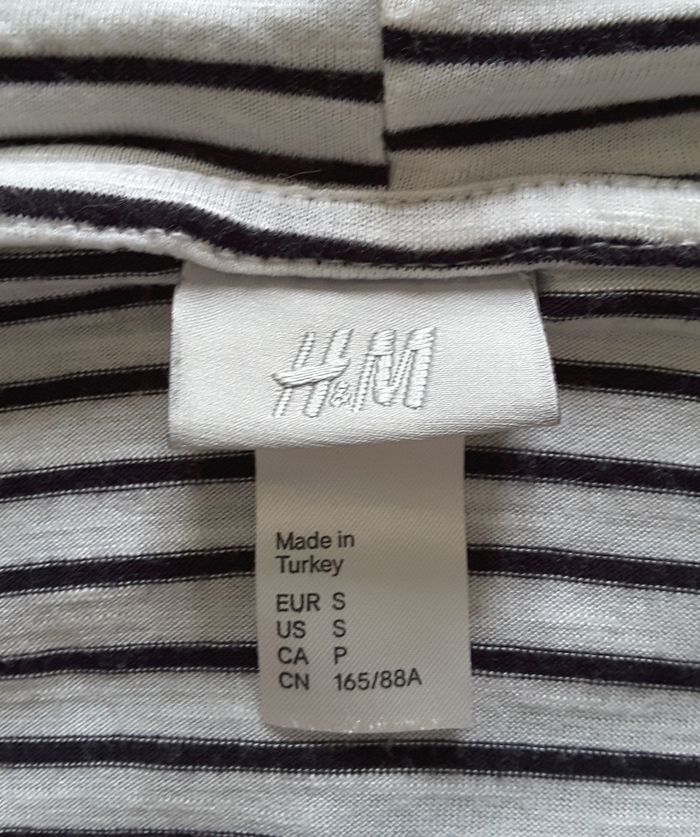 H&M
Made in
Turkey
EUR S
US S
CA P
CN 165/88A